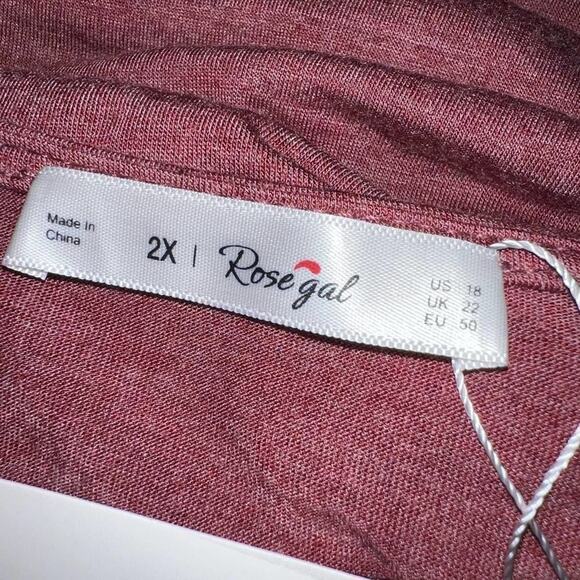 Made in
China
2X | Rosegal
US 18
UK 22
EU 50